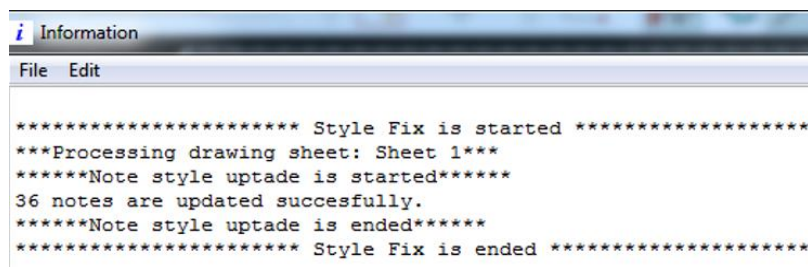 i Information
File Edit
*********************** Style Fix is started *******************
***Processing drawing sheet: Sheet 1***
******Note style uptade is started******
36 notes are updated succesfully.
******Note style uptade is ended******
*********************** Style Fix is ended *********************